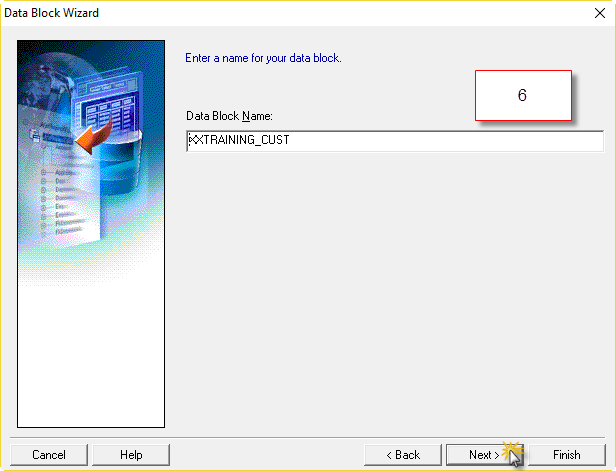 Data Block Wizard
Enter a name for your data block.
6
Data Block Name:
XXTRAINING_CUST
Cancel
Help
< Back
Next >
Finish